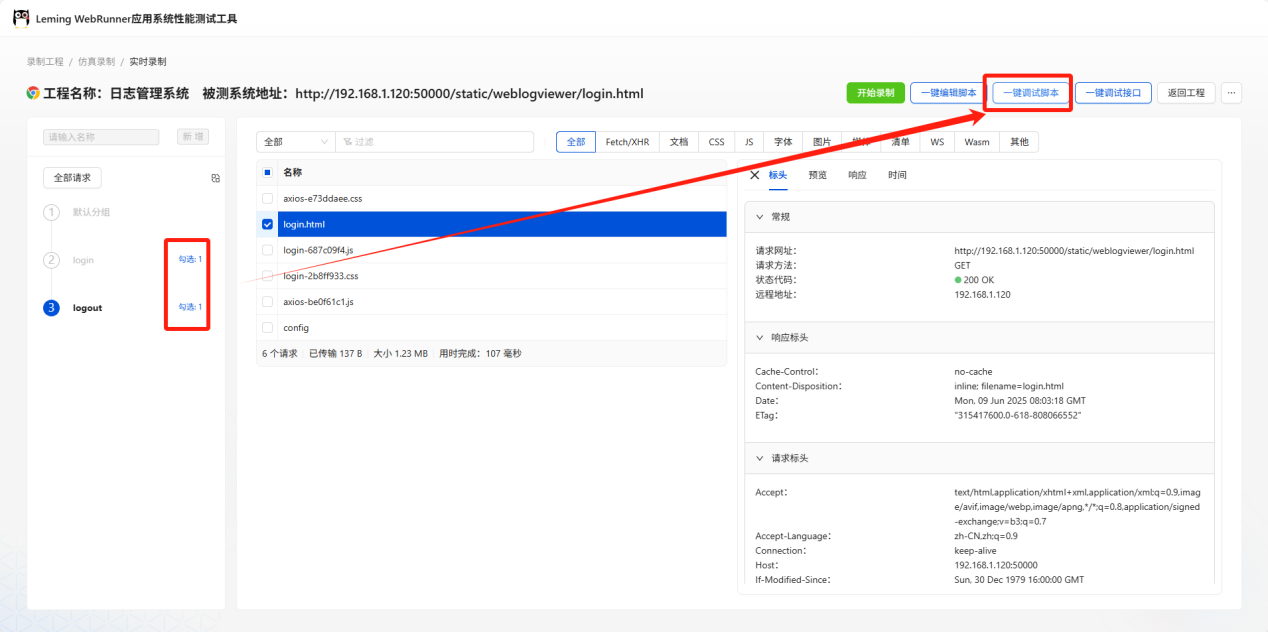 Leming WebRunner应用系统性能测试工具
录制工程 / 仿真录制 / 实时录制
工程名称：日志管理系统 被测系统地址：http://192.168.1.120:50000/static/weblogviewer/login.html
开始录制 一键编辑脚本 一键调试脚本 一键调试接口 返回工程 ...
请输入名称 新增
全部请求
1 默认分组
2 login 勾选: 1
3 logout 勾选: 1
全部 过滤
全部 Fetch/XHR 文档 CSS JS 字体 图片 清单 WS Wasm 其他
名称
axios-e73ddaee.css
login.html
login-687c09f4.js
login-2b8ff933.css
axios-be0f61c1.js
config
6 个请求 已传输 137 B 大小 1.23 MB 用时完成：107 毫秒
标头 预览 响应 时间
常规
请求网址： http://192.168.1.120:50000/static/weblogviewer/login.html
请求方法： GET
状态代码： 200 OK
远程地址： 192.168.1.120
响应标头
Cache-Control： no-cache
Content-Disposition： inline; filename=login.html
Date： Mon, 09 Jun 2025 08:03:18 GMT
ETag： "315417600.0-618-808066552"
请求标头
Accept： text/html,application/xhtml+xml,application/xml;q=0.9,imag
e/avif,image/webp,image/apng,*/*;q=0.8,application/signed
-exchange;v=b3;q=0.7
Accept-Language： zh-CN,zh;q=0.9
Connection： keep-alive
Host： 192.168.1.120:50000
If-Modified-Since： Sun, 30 Dec 1979 16:00:00 GMT